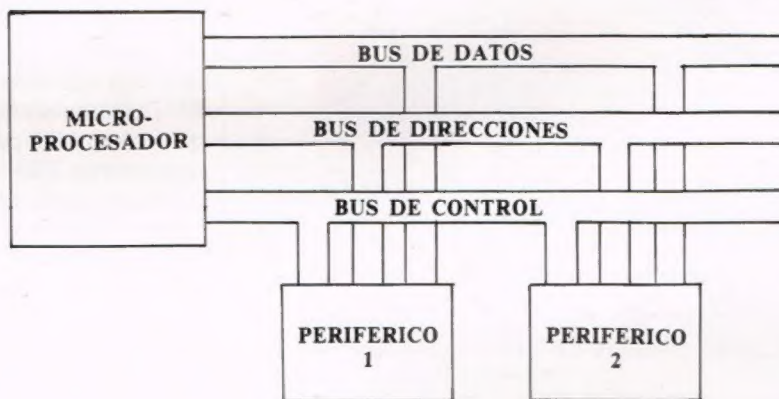 BUS DE DATOS
MICRO-
PROCESADOR
BUS DE DIRECCIONES
BUS DE CONTROL
PERIFERICO
1
PERIFERICO
2